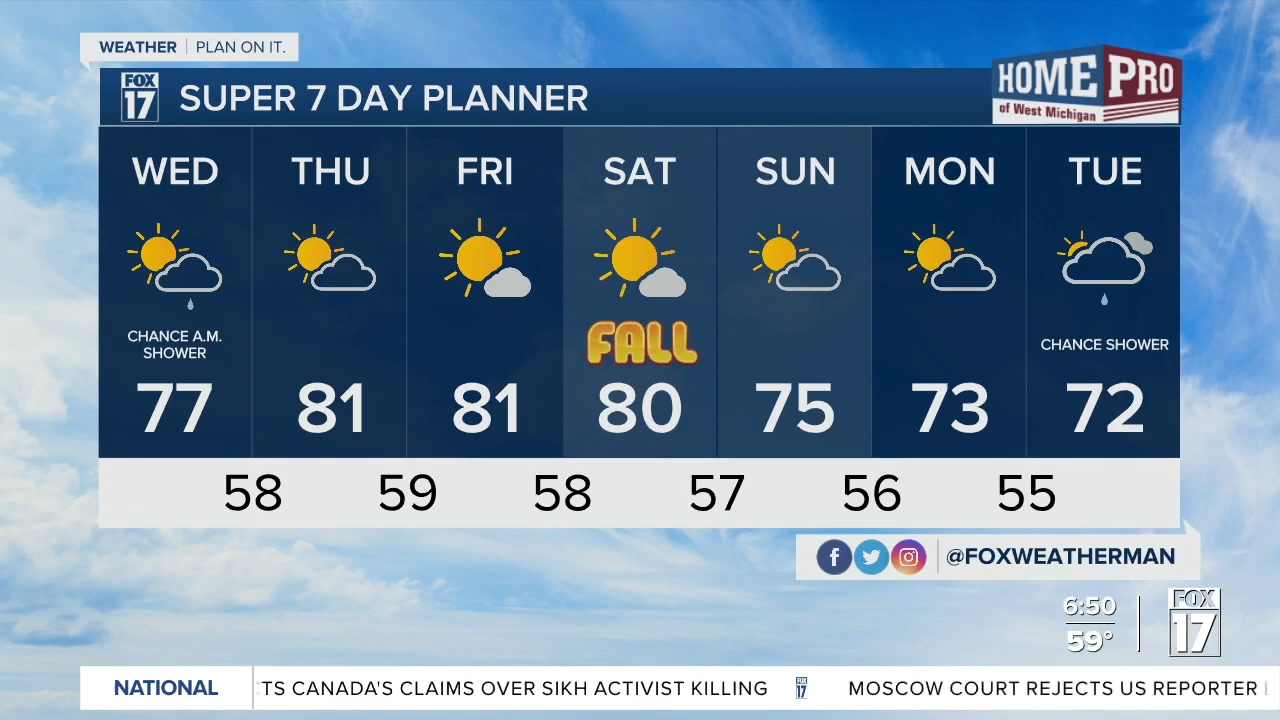 WEATHER PLAN ON IT.
FOX
17
SUPER 7 DAY PLANNER
HOME PRO
of West Michigan
WED THU FRI SAT SUN MON TUE
CHANCE A.M.
SHOWER
CHANCE SHOWER
FALL
77 81 81 80 75 73 72
58 59 58 57 56 55
@FOXWEATHERMAN
6:50
59°
FOX
17
NATIONAL TS CANADA'S CLAIMS OVER SIKH ACTIVIST KILLING FOX 17 MOSCOW COURT REJECTS US REPORTER